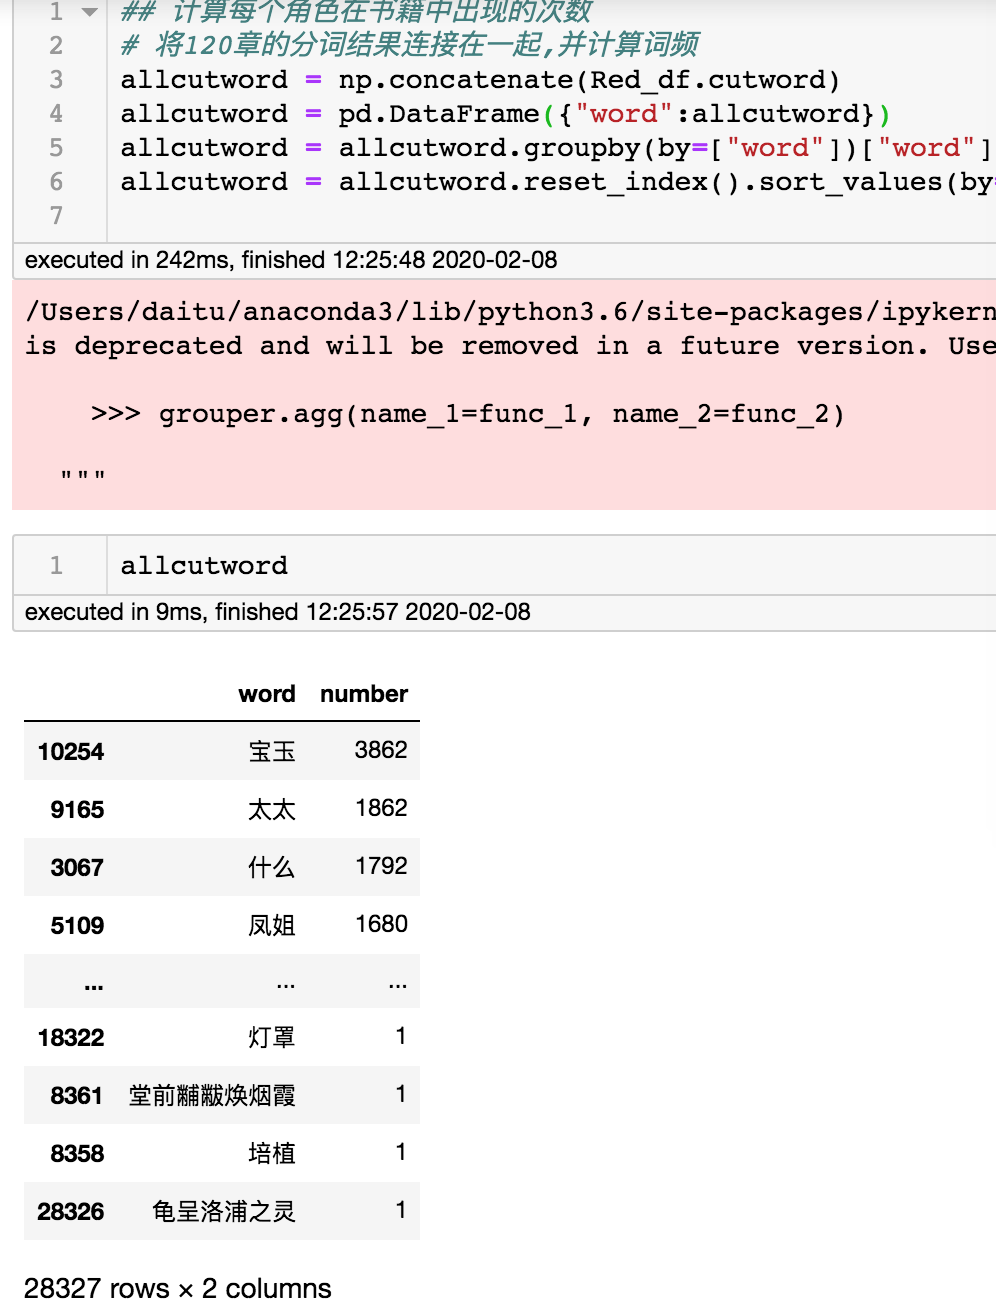 1 ## 计算每个角色在书籍中出现的次数
2 # 将120章的分词结果连接在一起,并计算词频
3 allcutword = np.concatenate(Red_df.cutword)
4 allcutword = pd.DataFrame({"word":allcutword})
5 allcutword = allcutword.groupby(by=["word"])["word"]
6 allcutword = allcutword.reset_index().sort_values(by=
7
executed in 242ms, finished 12:25:48 2020-02-08
/Users/daitu/anaconda3/lib/python3.6/site-packages/ipykern
is deprecated and will be removed in a future version. Use
>>> grouper.agg(name_1=func_1, name_2=func_2)
"""
1 allcutword
executed in 9ms, finished 12:25:57 2020-02-08
word number
10254 宝玉 3862
9165 太太 1862
3067 什么 1792
5109 凤姐 1680
... ... ...
18322 灯罩 1
8361 堂前黼黻焕烟霞 1
8358 培植 1
28326 龟呈洛浦之灵 1
28327 rows × 2 columns